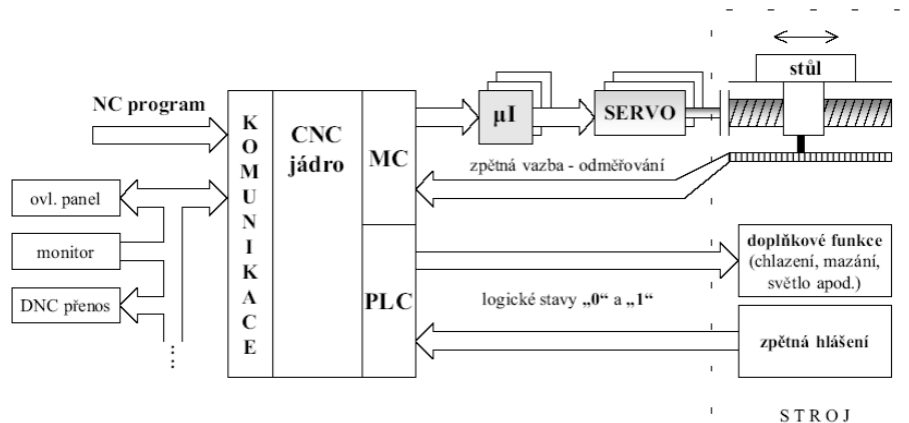 stůl
NC program
KOMUNIKACE
CNC
jádro
MC
µI
SERVO
zpětná vazba - odměřování
ovl. panel
monitor
DNC přenos
PLC
doplňkové funkce
(chlazení, mazání,
světlo apod.)
logické stavy „0“ a „1“
zpětná hlášení
STROJ